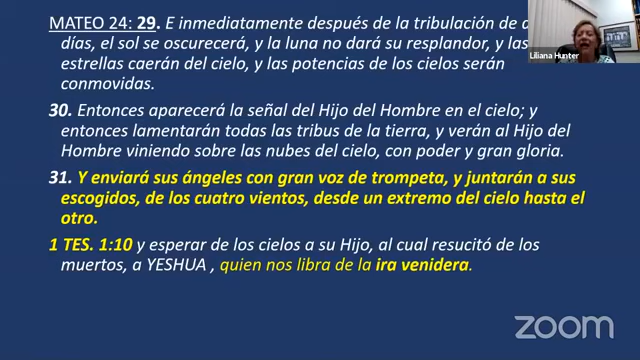 MATEO 24: 29. E inmediatamente después de la tribulación de
días, el sol se oscurecerá, y la luna no dará su resplandor, y las
estrellas caerán del cielo, y las potencias de los cielos serán
conmovidas.
30. Entonces aparecerá la señal del Hijo del Hombre en el cielo; y
entonces lamentarán todas las tribus de la tierra, y verán al Hijo del
Hombre viniendo sobre las nubes del cielo, con poder y gran gloria.
31. Y enviará sus ángeles con gran voz de trompeta, y juntarán a sus
escogidos, de los cuatro vientos, desde un extremo del cielo hasta el
otro.
1 TES. 1:10 y esperar de los cielos a su Hijo, al cual resucitó de los
muertos, a YESHUA , quien nos libra de la ira venidera.
Liliana Hunter
zoom